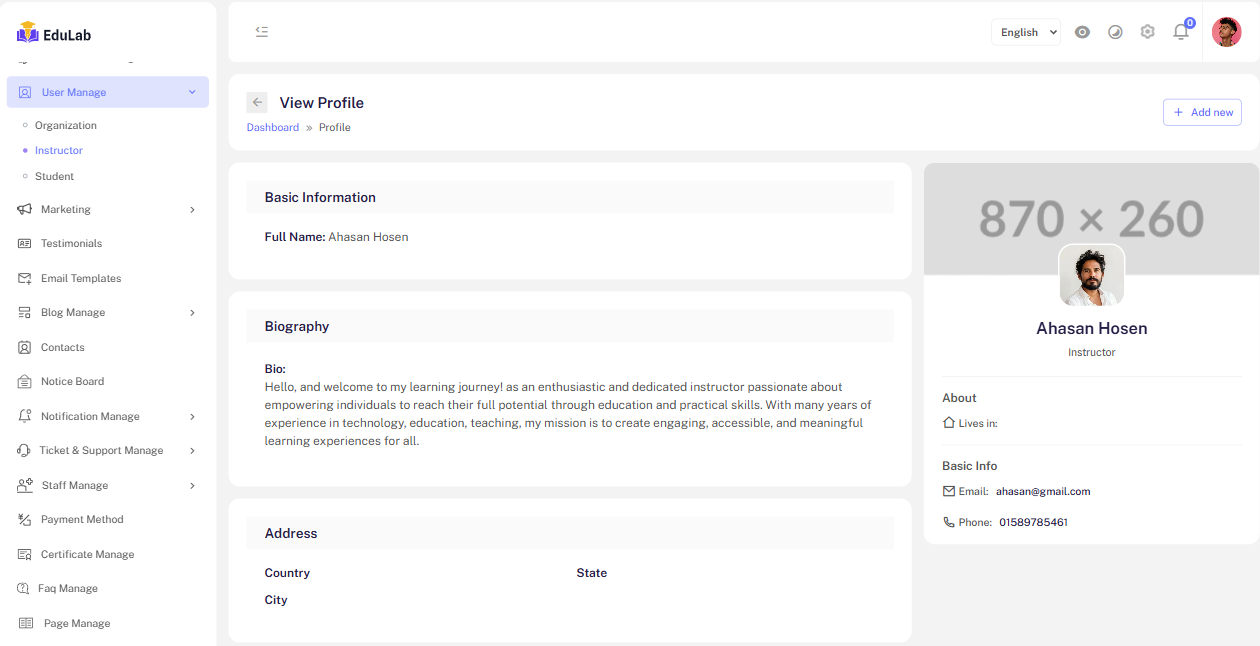 EduLab
User Manage
Organization
Instructor
Student
Marketing
Testimonials
Email Templates
Blog Manage
Contacts
Notice Board
Notification Manage
Ticket & Support Manage
Staff Manage
Payment Method
Certificate Manage
Faq Manage
Page Manage
English
0
View Profile
Dashboard » Profile
+ Add new
Basic Information
Full Name: Ahasan Hosen
Biography
Bio:
Hello, and welcome to my learning journey! as an enthusiastic and dedicated instructor passionate about
empowering individuals to reach their full potential through education and practical skills. With many years of
experience in technology, education, teaching, my mission is to create engaging, accessible, and meaningful
learning experiences for all.
Address
Country State
City
870 × 260
Ahasan Hosen
Instructor
About
Lives in:
Basic Info
Email: ahasan@gmail.com
Phone: 01589785461